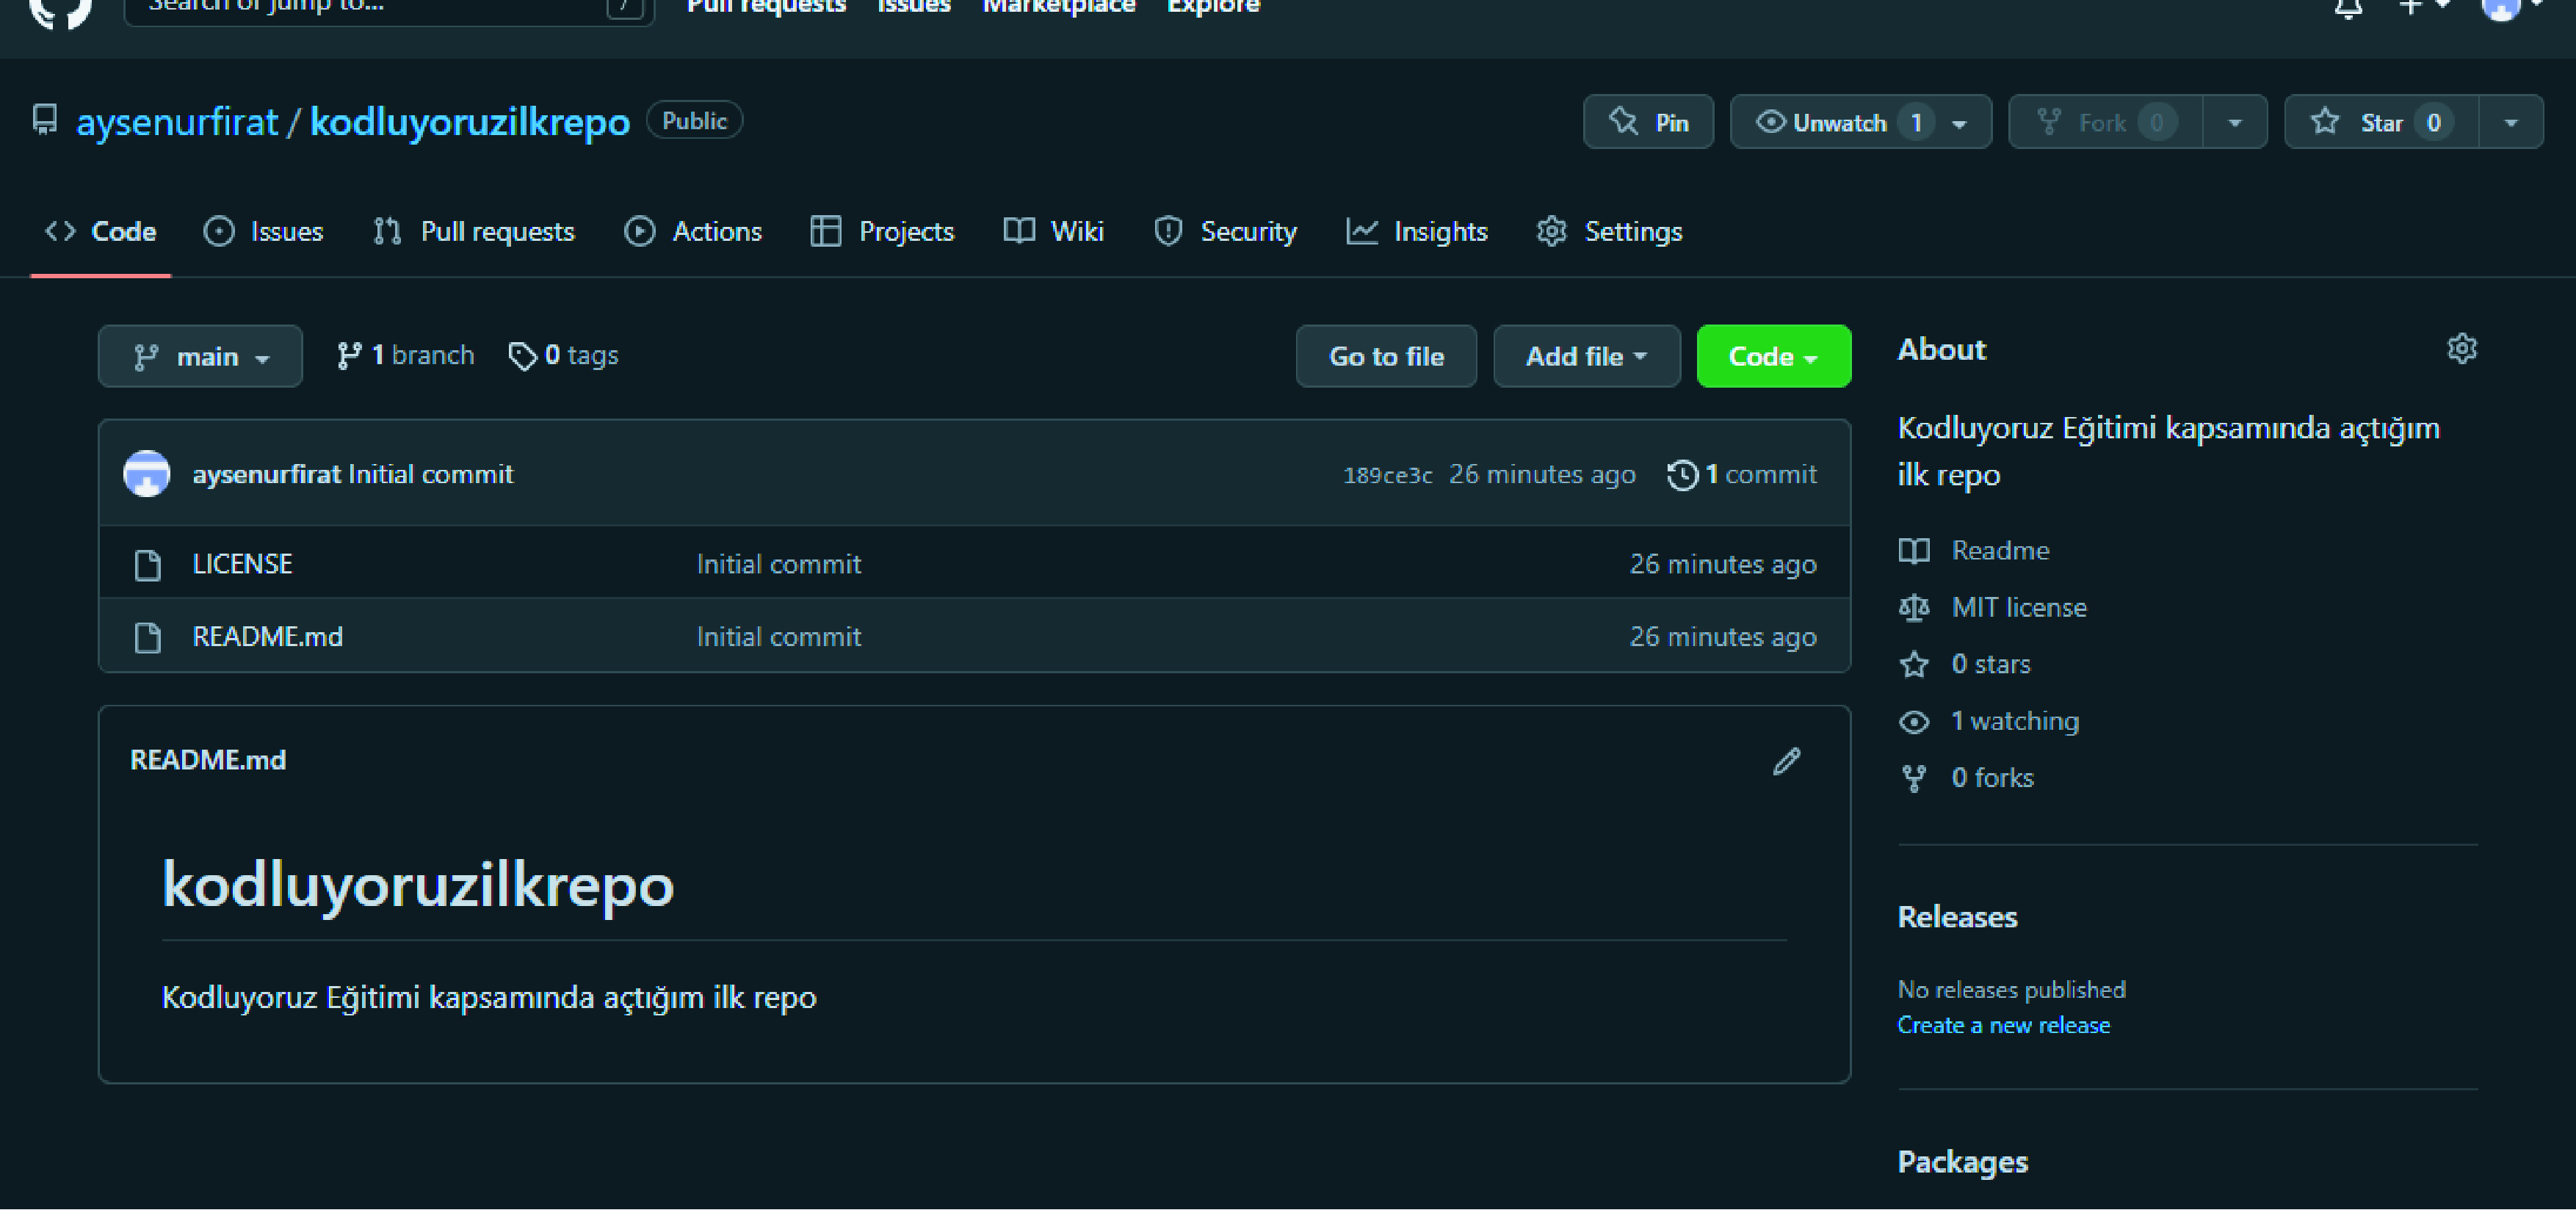 Search or jump to... /
Pull requests Issues Marketplace Explore
aysenurfirat / kodluyoruzilkrepo Public
Pin Unwatch 1 Fork 0 Star 0
Code Issues Pull requests Actions Projects Wiki Security Insights Settings
main 1 branch 0 tags Go to file Add file Code
aysenurfirat Initial commit 189ce3c 26 minutes ago 1 commit
LICENSE Initial commit 26 minutes ago
README.md Initial commit 26 minutes ago
README.md
kodluyoruzilkrepo
Kodluyoruz Eğitimi kapsamında açtığım ilk repo
About
Kodluyoruz Eğitimi kapsamında açtığım
ilk repo
Readme
MIT license
0 stars
1 watching
0 forks
Releases
No releases published
Create a new release
Packages